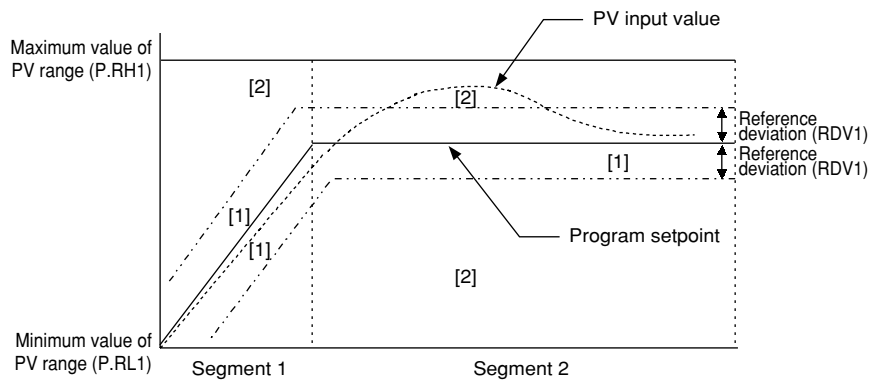 PV input value
Maximum value of
PV range (P.RH1)
[2]
[2]
Reference
deviation (RDV1)
Reference
deviation (RDV1)
[1]
[1]
[1]
Program setpoint
[2]
Minimum value of
PV range (P.RL1)
Segment 1
Segment 2